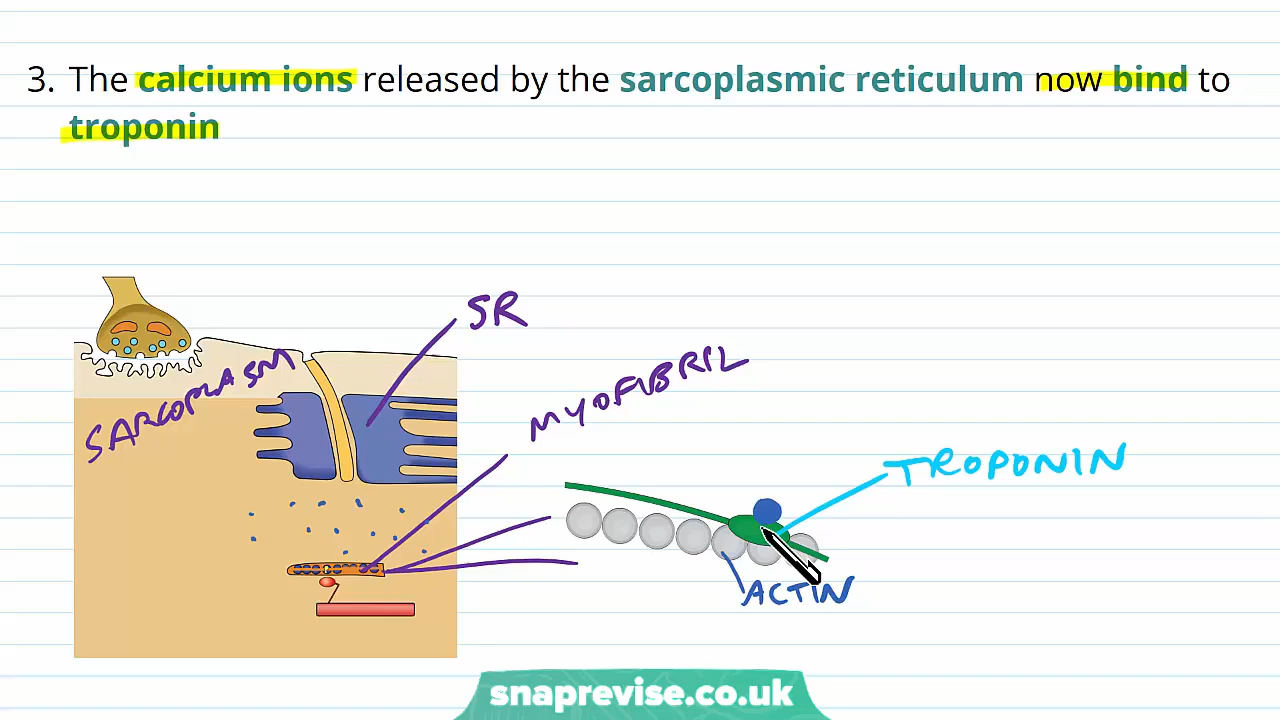 3. The calcium ions released by the sarcoplasmic reticulum now bind to
troponin
SR
MYOFIBRIL
SARCOPLASM
TROPONIN
ACTIN
snaprevise.co.uk